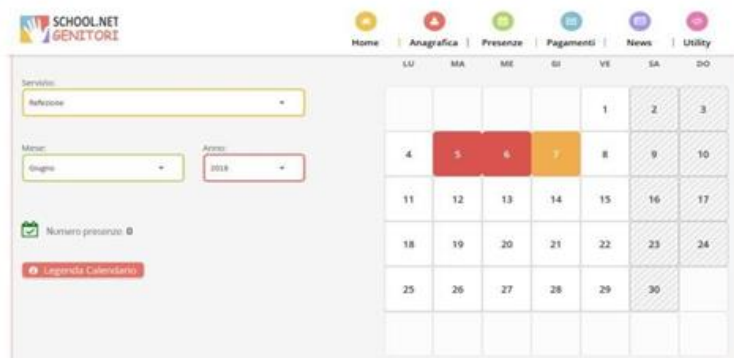 SCHOOL.NET
GENITORI
Home | Anagrafica | Presenze | Pagamenti | News | Utility
Servizio:
Refezione
Mese: Anno:
Giugno 2018
Numero presenze: 0
Legenda Calendario
LU MA ME GI VE SA DO
1 2 3
4 5 6 7 8 9 10
11 12 13 14 15 16 17
18 19 20 21 22 23 24
25 26 27 28 29 30